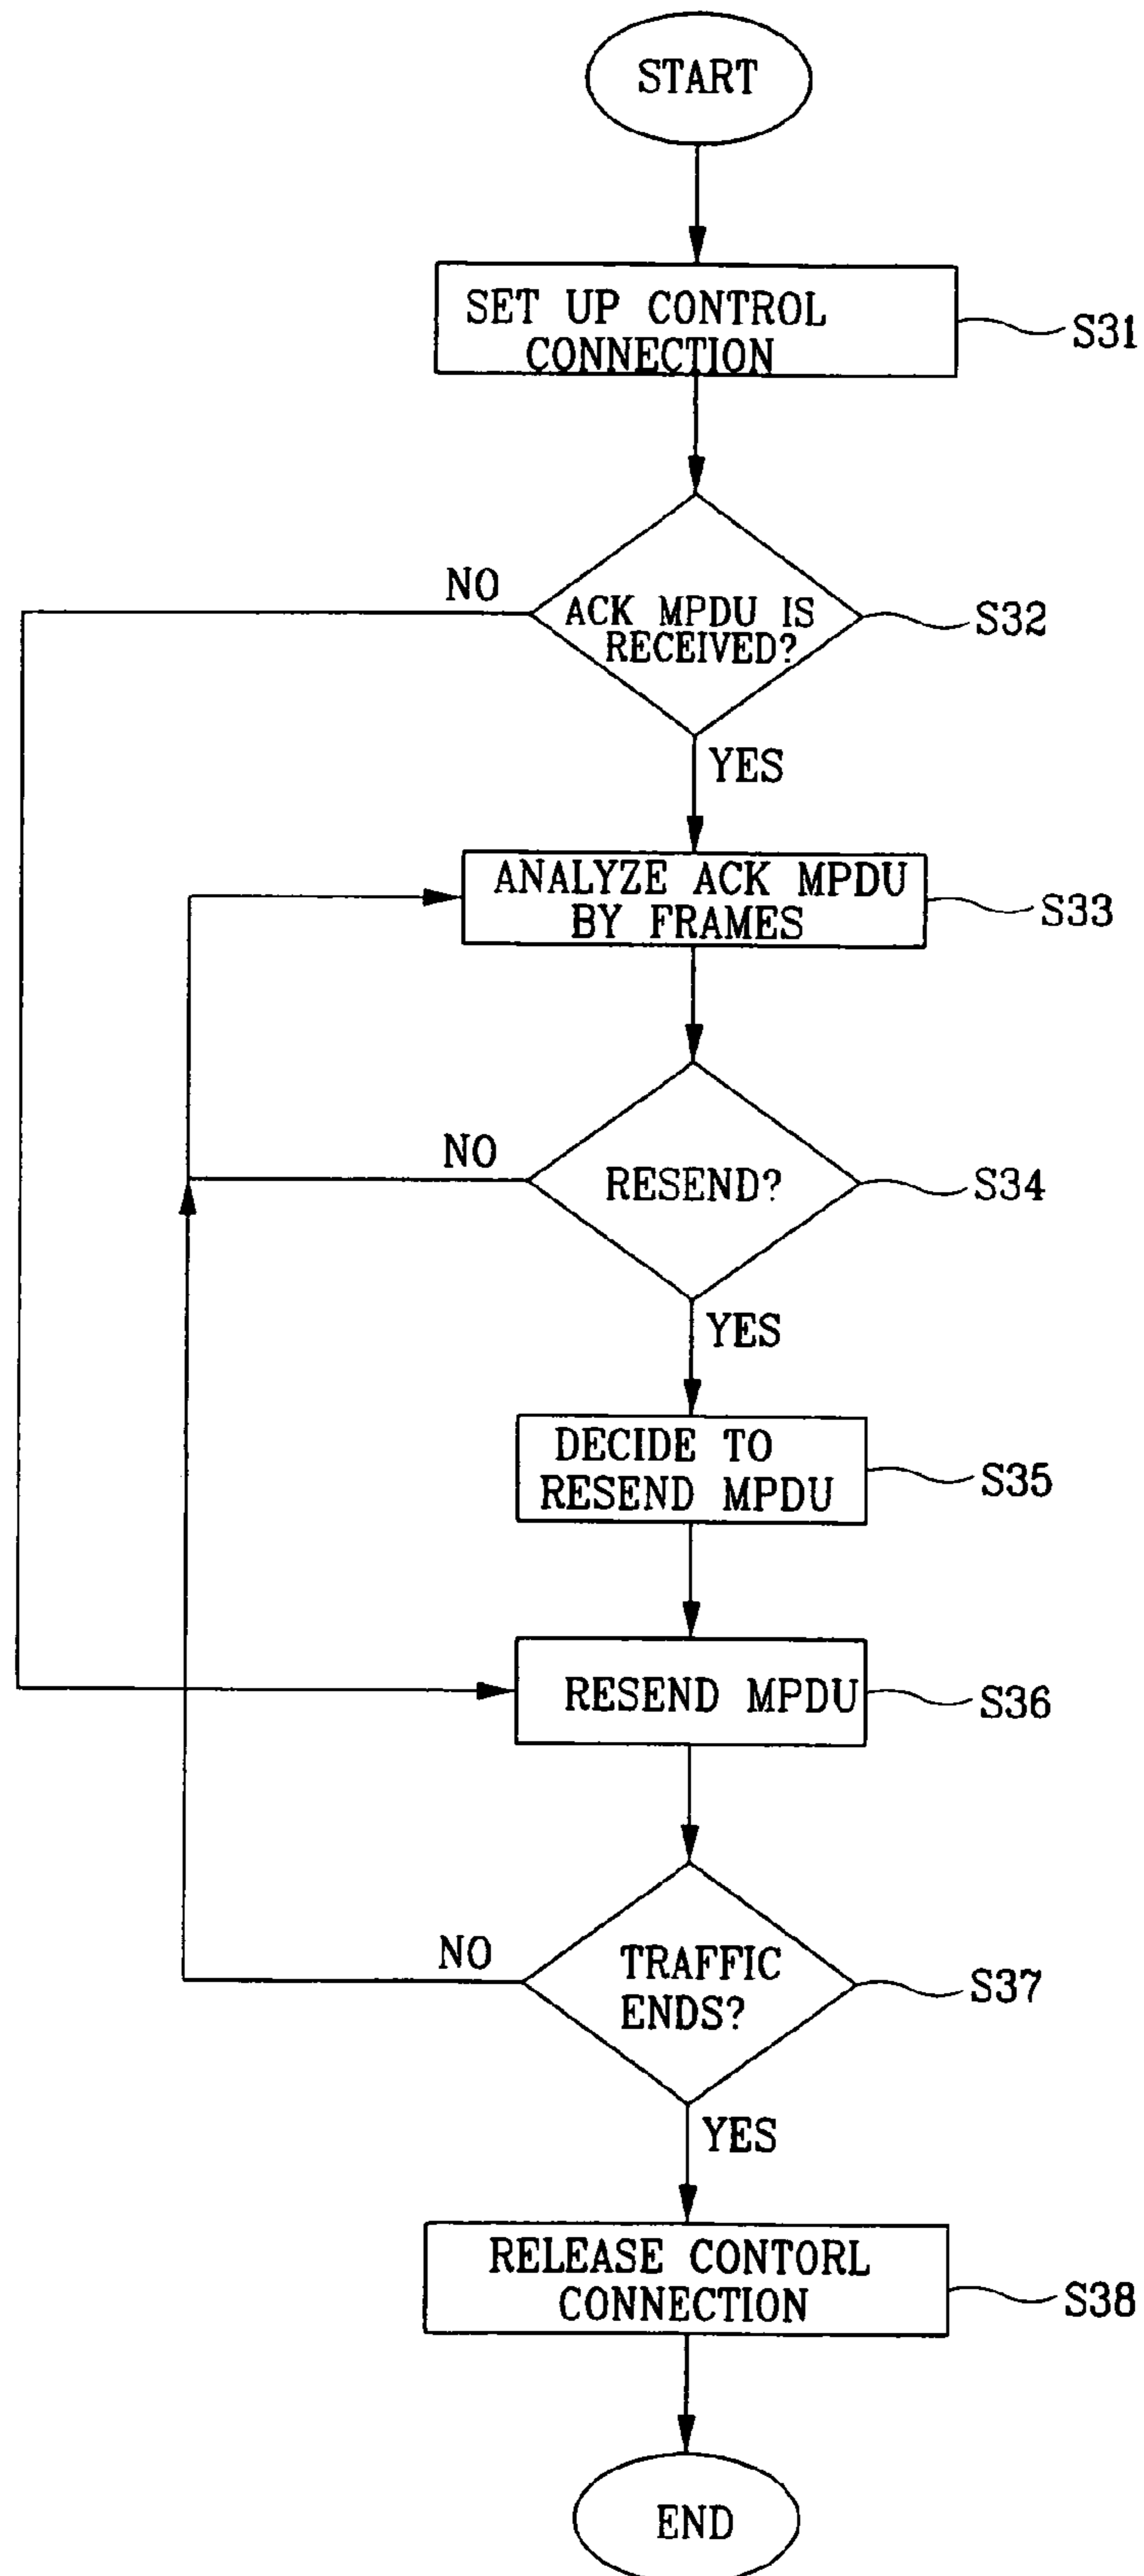 START
SET UP CONTROL
CONNECTION
S31
NO
ACK MPDU IS
RECEIVED?
S32
YES
ANALYZE ACK MPDU
BY FRAMES
S33
NO
RESEND?
S34
YES
DECIDE TO
RESEND MPDU
S35
RESEND MPDU
S36
NO
TRAFFIC
ENDS?
S37
YES
RELEASE CONTORL
CONNECTION
S38
END